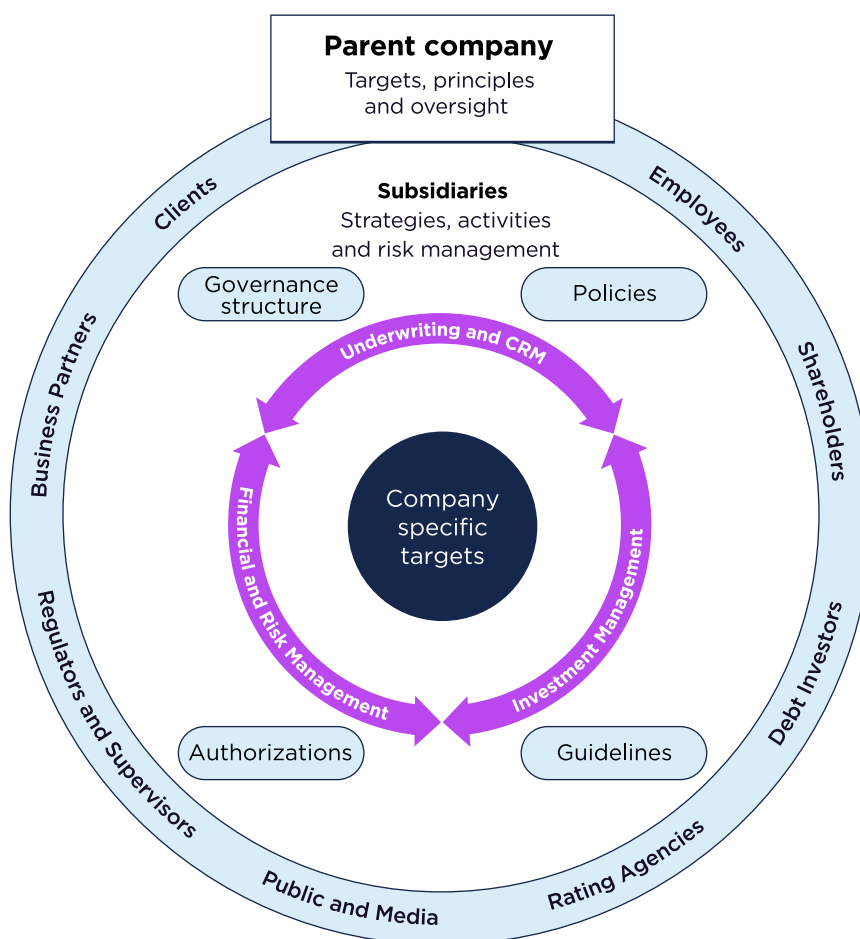 Parent company
Targets, principles
and oversight
Clients
Employees
Subsidiaries
Strategies, activities
and risk management
Governance
structure
Policies
Underwriting and CRM
Business Partners
Shareholders
Company
specific
targets
Financial and Risk Management
Investment Management
Regulators and Supervisors
Debt Investors
Authorizations
Guidelines
Public and Media
Rating Agencies